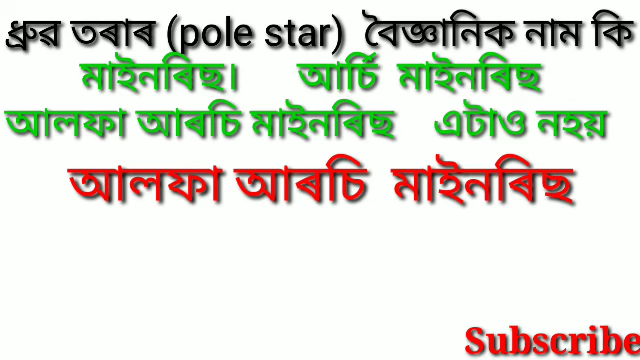 ধ্ৰুৱ তৰাৰ (pole star) বৈজ্ঞানিক নাম কি
মাইনৰিছ। আৰ্চি মাইনৰিছ
আলফা আৰচি মাইনৰিছ এটাও নহয়
আলফা আৰচি মাইনৰিছ
Subscribe